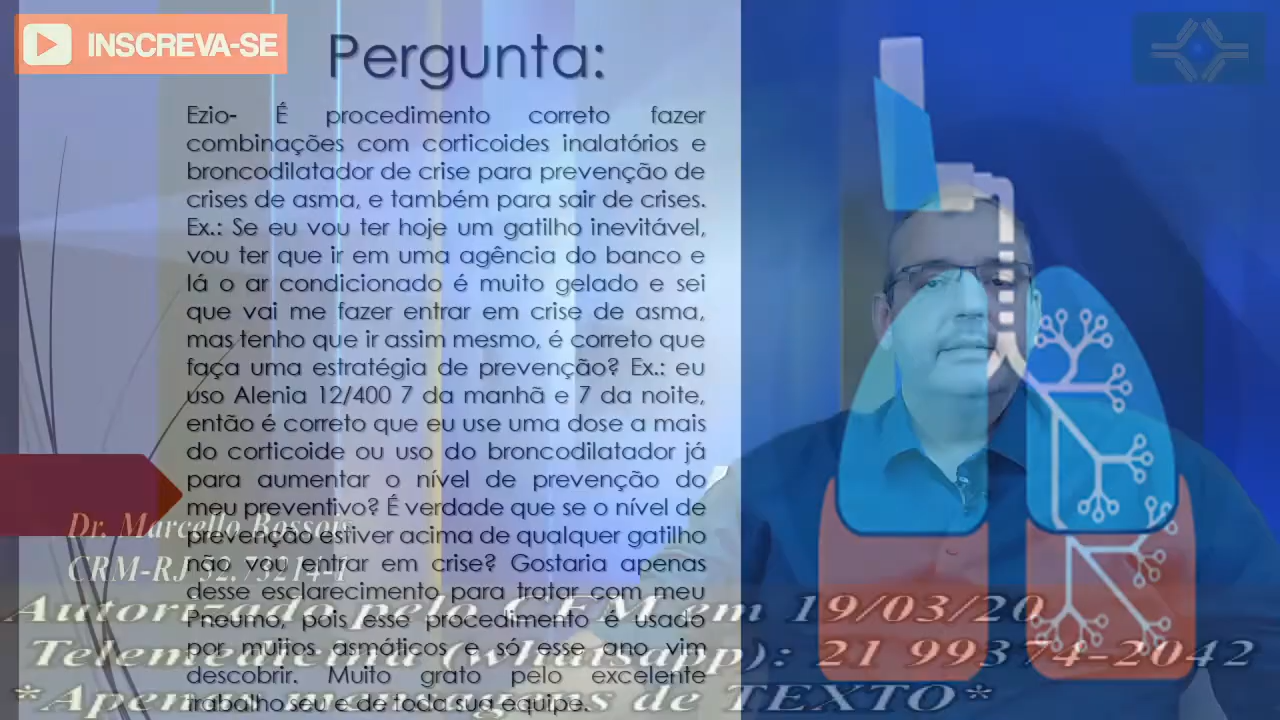 INSCREVA-SE
Pergunta:
Ezio- É procedimento correto fazer
combinações com corticoides inalatórios e
broncodilatador de crise para prevenção de
crises de asma, e também para sair de crises.
Ex.: Se eu vou ter hoje um gatilho inevitável,
vou ter que ir em uma agência do banco e
lá o ar condicionado é muito gelado e sei
que vai me fazer entrar em crise de asma,
mas tenho que ir assim mesmo, é correto que
faça uma estratégia de prevenção? Ex.: eu
uso Alenia 12/400 7 da manhã e 7 da noite,
então é correto que eu use uma dose a mais
do corticoide ou uso do broncodilatador já
para aumentar o nível de prevenção do
meu preventivo? É verdade que se o nível de
prevenção estiver acima de qualquer gatilho
não vou entrar em crise? Gostaria apenas
desse esclarecimento para tratar com meu
Pneumo, pois esse procedimento é usado
por muitos asmáticos e só esse ano vim
descobrir. Muito grato pelo excelente
trabalho seu e de toda sua equipe.
Dr. Marcello Bossois
CRM-RJ 52.73214-1
Autorizado pelo CFM em 19/03/20
Telemedicina (whatsapp): 21 99374-2042
*Apenas mensagens de TEXTO*